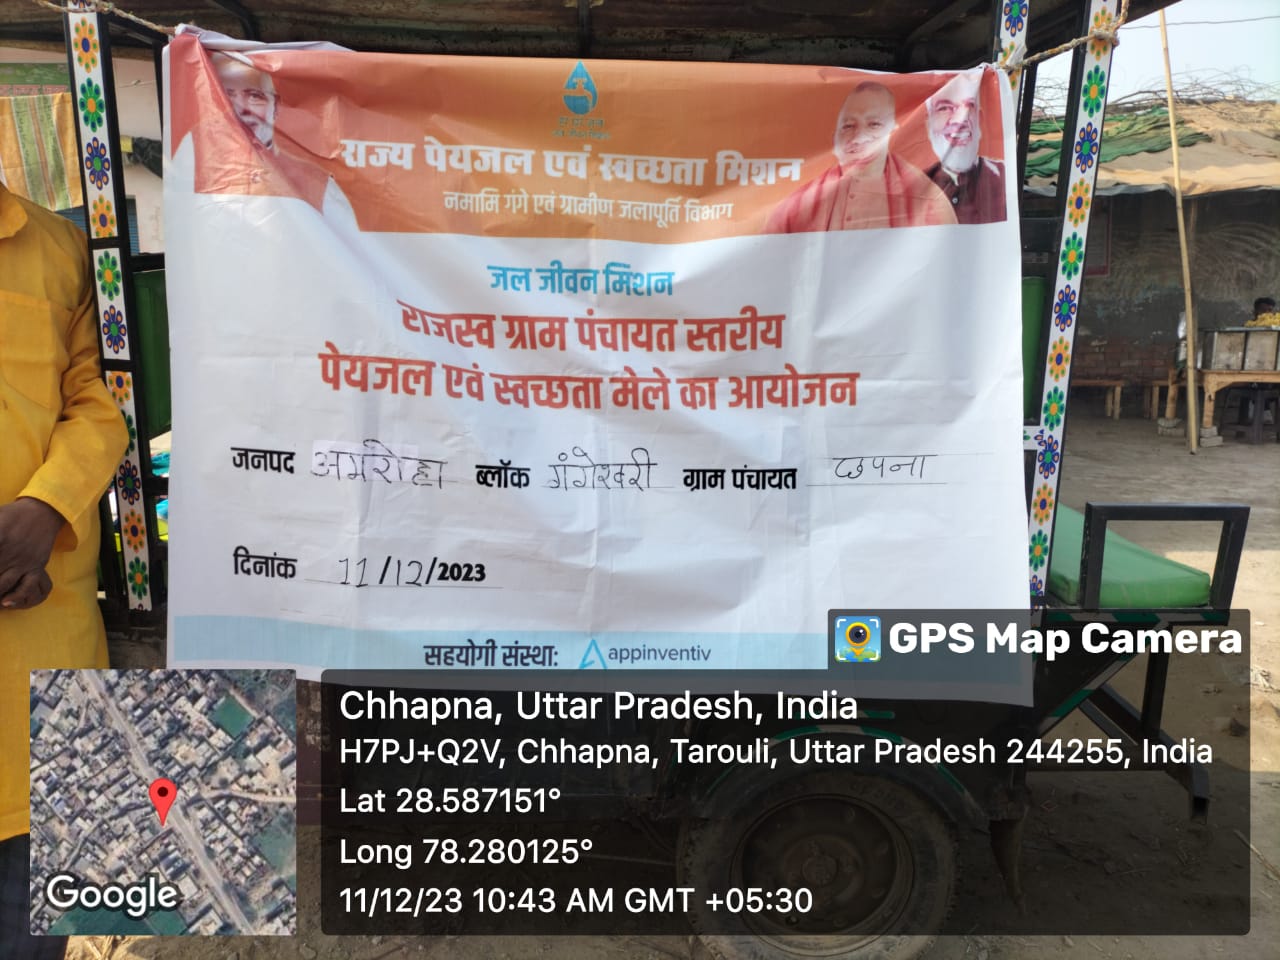 राज्य पेयजल एवं स्वच्छता मिशन
नमामि गंगे एवं ग्रामीण जलापूर्ति विभाग
जल जीवन मिशन
राजस्व ग्राम पंचायत स्तरीय
पेयजल एवं स्वच्छता मेले का आयोजन
जनपद अमरोहा ब्लॉक गंगेश्वरी ग्राम पंचायत छपना
दिनांक 11/12/2023
सहयोगी संस्था: appinventiv
GPS Map Camera
Chhapna, Uttar Pradesh, India
H7PJ+Q2V, Chhapna, Tarouli, Uttar Pradesh 244255, India
Lat 28.587151°
Long 78.280125°
11/12/23 10:43 AM GMT +05:30
Google